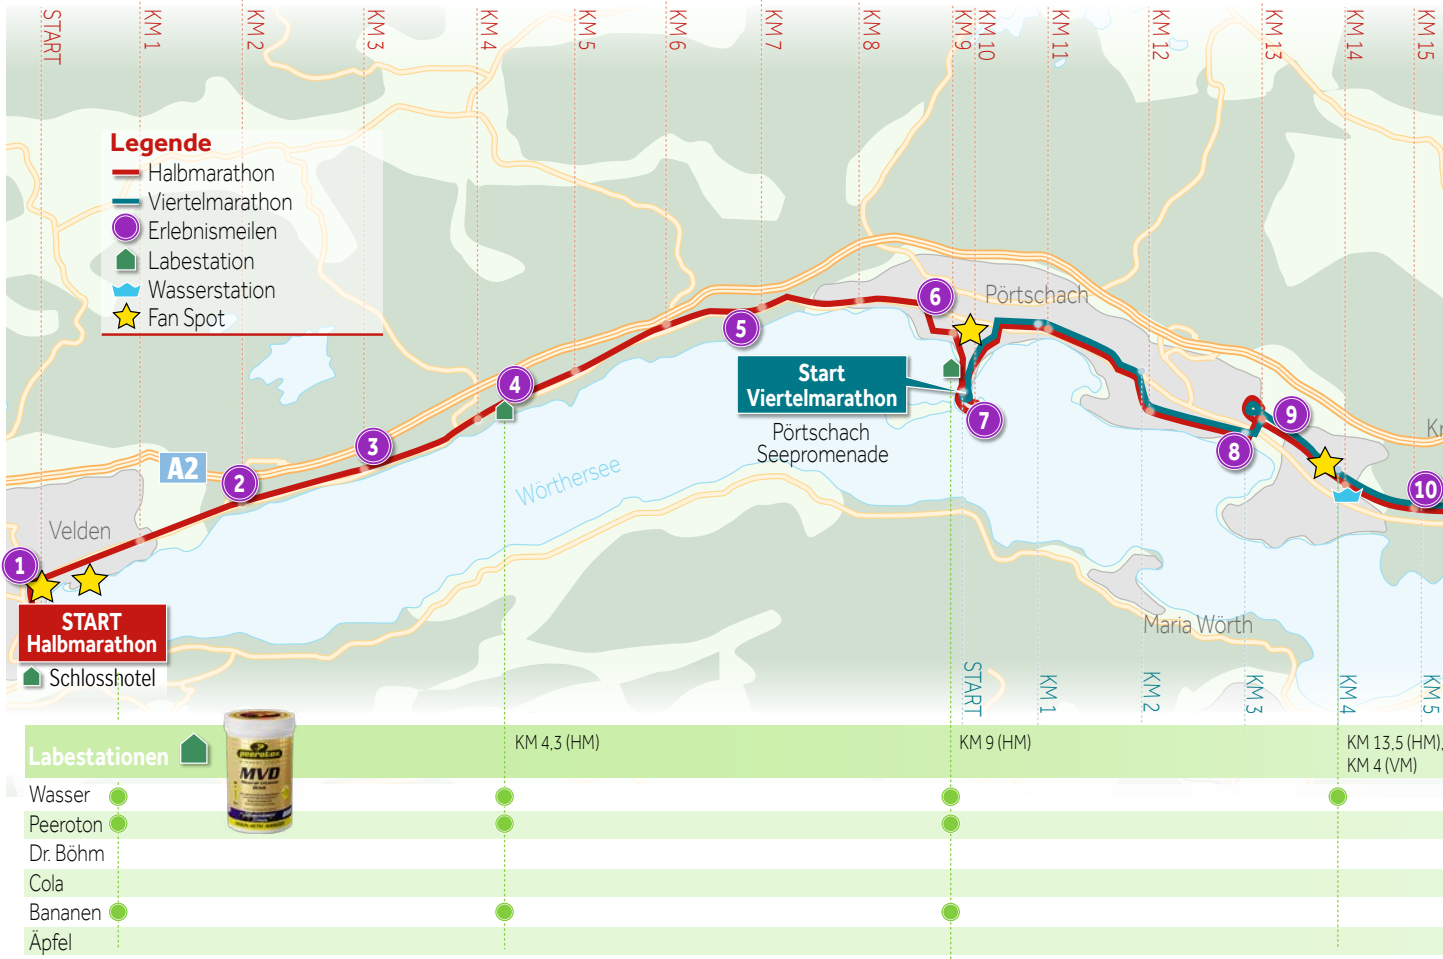 START
KM 1
KM 2
KM 3
KM 4
KM 5
KM 6
KM 7
KM 8
KM 9
KM 10
KM 11
KM 12
KM 13
KM 14
KM 15
Legende
Halbmarathon
Viertelmarathon
Erlebnismeilen
Labestation
Wasserstation
Fan Spot
6
Pörtschach
5
Start
Viertelmarathon
4
7
Pörtschach
Seepromenade
9
8
Kr
3
A2
2
Wörthersee
10
Velden
1
START
Halbmarathon
Schlosshotel
Maria Wörth
START
KM 1
KM 2
KM 3
KM 4
KM 5
Labestationen
peeroton
MVD
KM 4,3 (HM)
KM 9 (HM)
KM 13,5 (HM),
KM 4 (VM)
Wasser
Peeroton
Dr. Böhm
Cola
Bananen
Äpfel